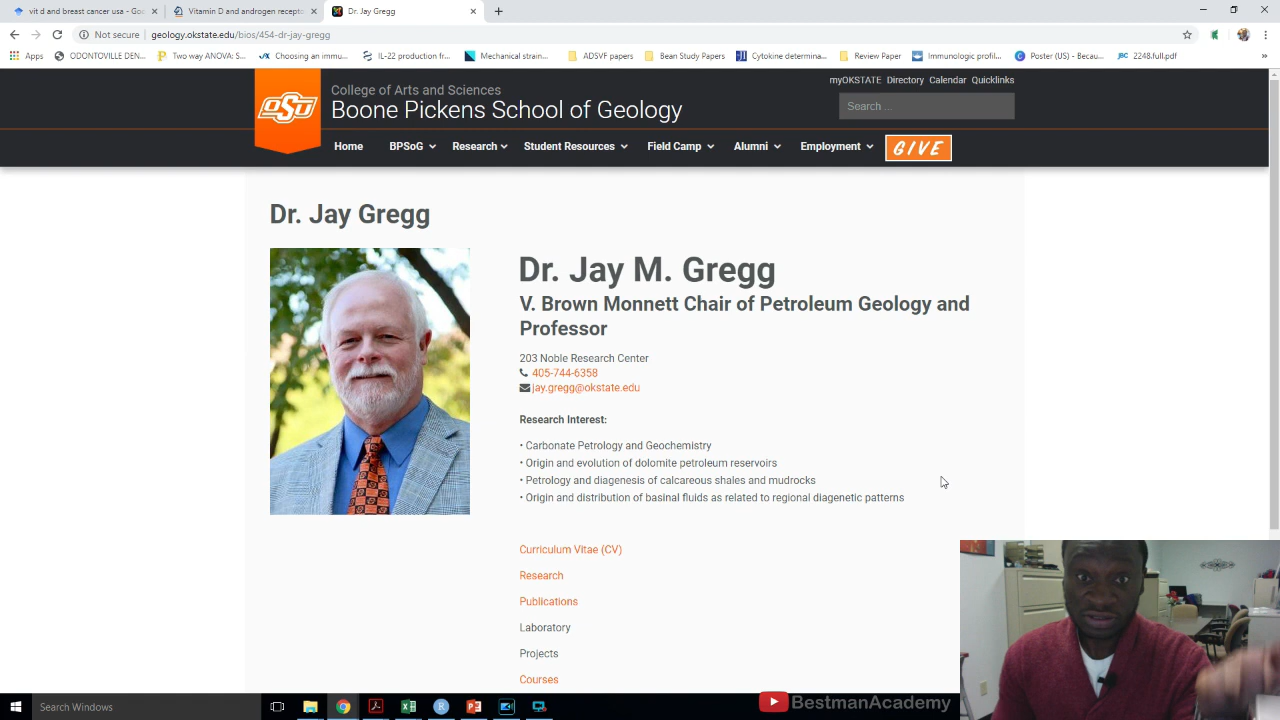 vit d and breast cancer usa - Goo
Vitamin D and androgen recept
Dr. Jay Gregg
Not secure | geology.okstate.edu/bios/454-dr-jay-gregg
Apps
ODONTOVILLE DEN...
Two way ANOVA: S...
Choosing an immu...
IL-22 production fr...
Mechanical strain...
ADSVF papers
Bean Study Papers
Cytokine determina...
Review Paper
Immunologic profil...
Poster (US) - Becau...
JBC
2248.full.pdf
»
myOKSTATE Directory Calendar Quicklinks
OSU
College of Arts and Sciences
Boone Pickens School of Geology
Search ...
Home BPSoG Research Student Resources Field Camp Alumni Employment GIVE
Dr. Jay Gregg
Dr. Jay M. Gregg
V. Brown Monnett Chair of Petroleum Geology and
Professor
203 Noble Research Center
405-744-6358
jay.gregg@okstate.edu
Research Interest:
• Carbonate Petrology and Geochemistry
• Origin and evolution of dolomite petroleum reservoirs
• Petrology and diagenesis of calcareous shales and mudrocks
• Origin and distribution of basinal fluids as related to regional diagenetic patterns
Curriculum Vitae (CV)
Research
Publications
Laboratory
Projects
Courses
Search Windows
BestmanAcademy